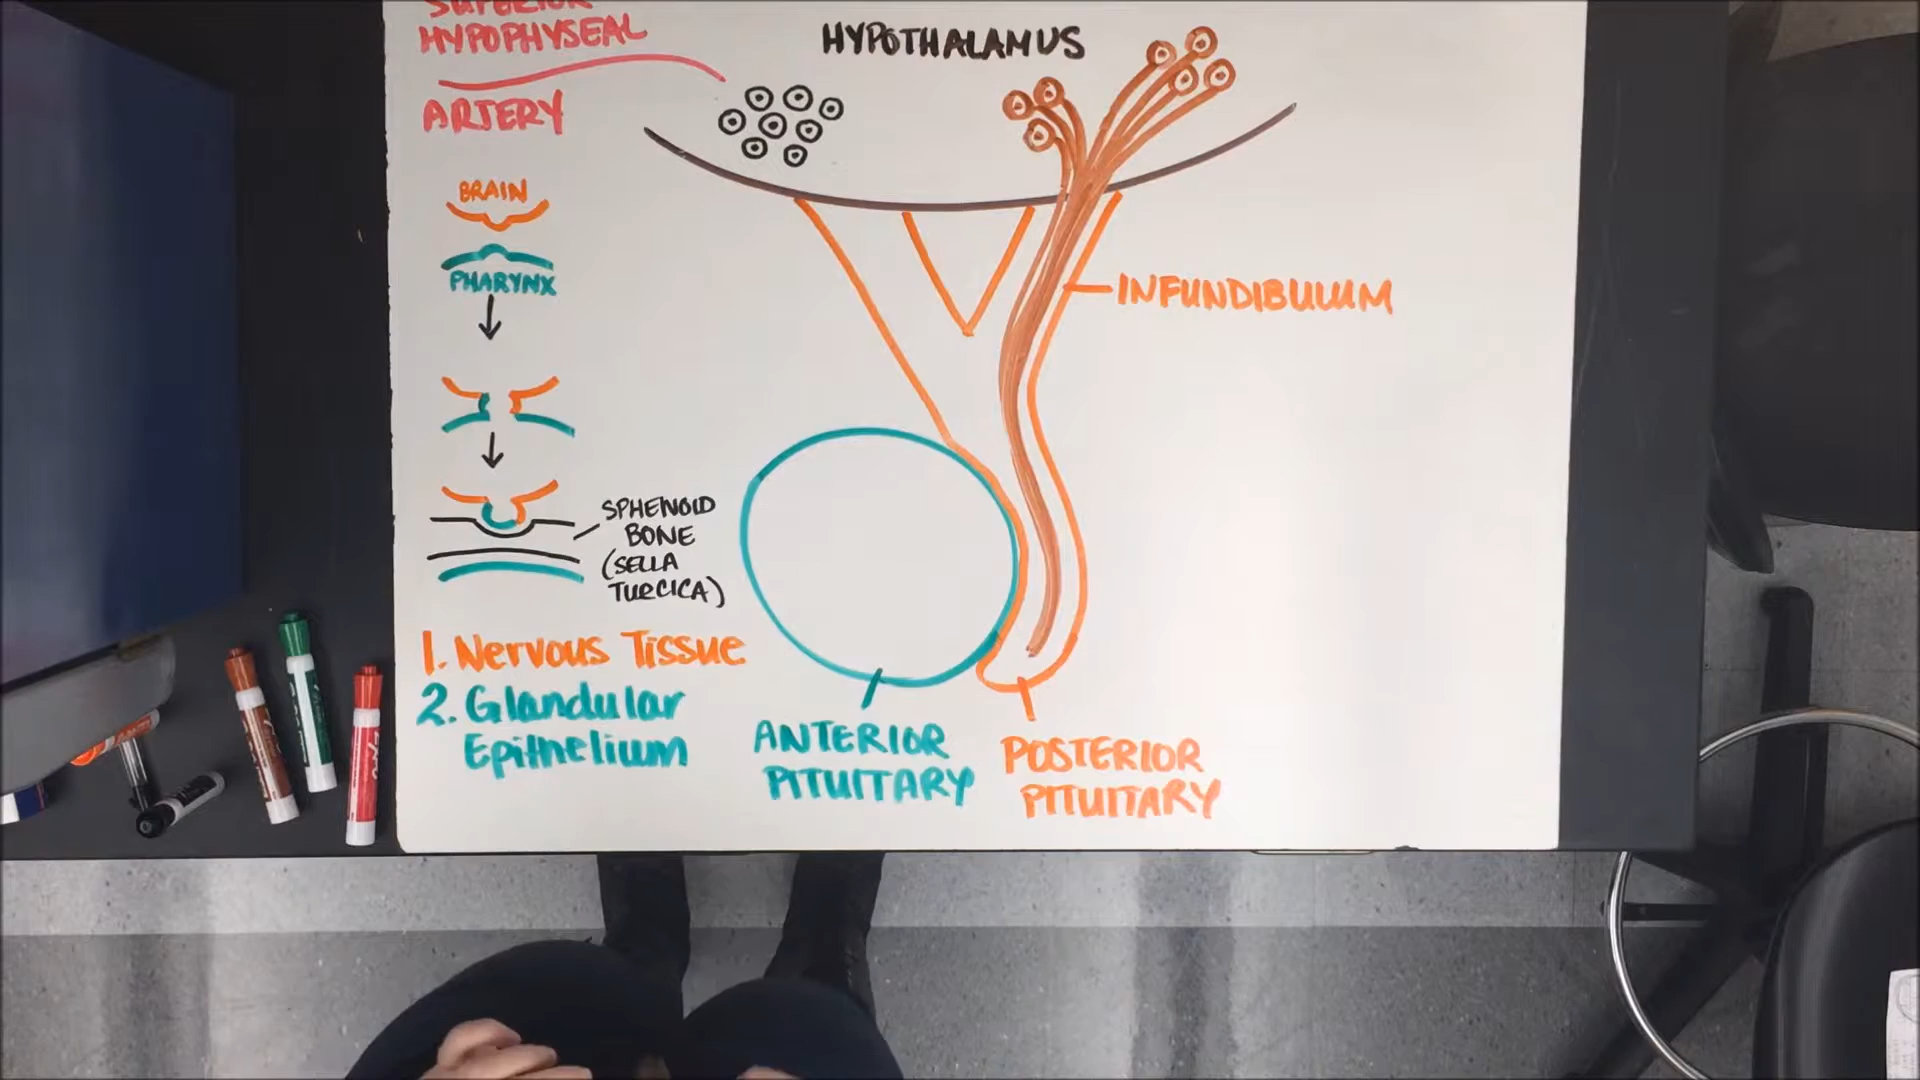 SUPERIOR
HYPOPHYSEAL
ARTERY
HYPOTHALAMUS
BRAIN
PHARYNX
INFUNDIBULUM
SPHENOID
BONE
(SELLA
TURCICA)
1. Nervous Tissue
2. Glandular
Epithelium
ANTERIOR
PITUITARY
POSTERIOR
PITUITARY